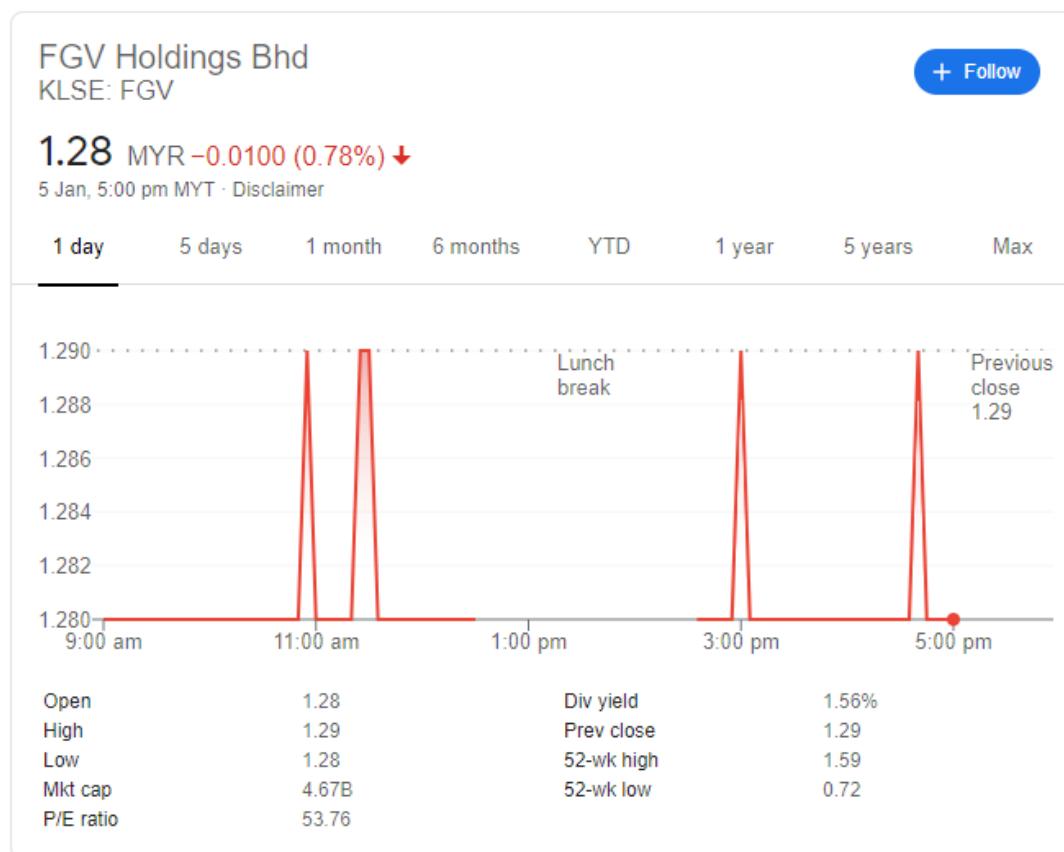 FGV Holdings Bhd
KLSE: FGV
+ Follow
1.28 MYR −0.0100 (0.78%)
5 Jan, 5:00 pm MYT · Disclaimer
1 day 5 days 1 month 6 months YTD 1 year 5 years Max
1.290
Lunch
break
Previous
close
1.29
1.288
1.286
1.284
1.282
1.280
9:00 am 11:00 am 1:00 pm 3:00 pm 5:00 pm
Open 1.28 Div yield 1.56%
High 1.29 Prev close 1.29
Low 1.28 52-wk high 1.59
Mkt cap 4.67B 52-wk low 0.72
P/E ratio 53.76